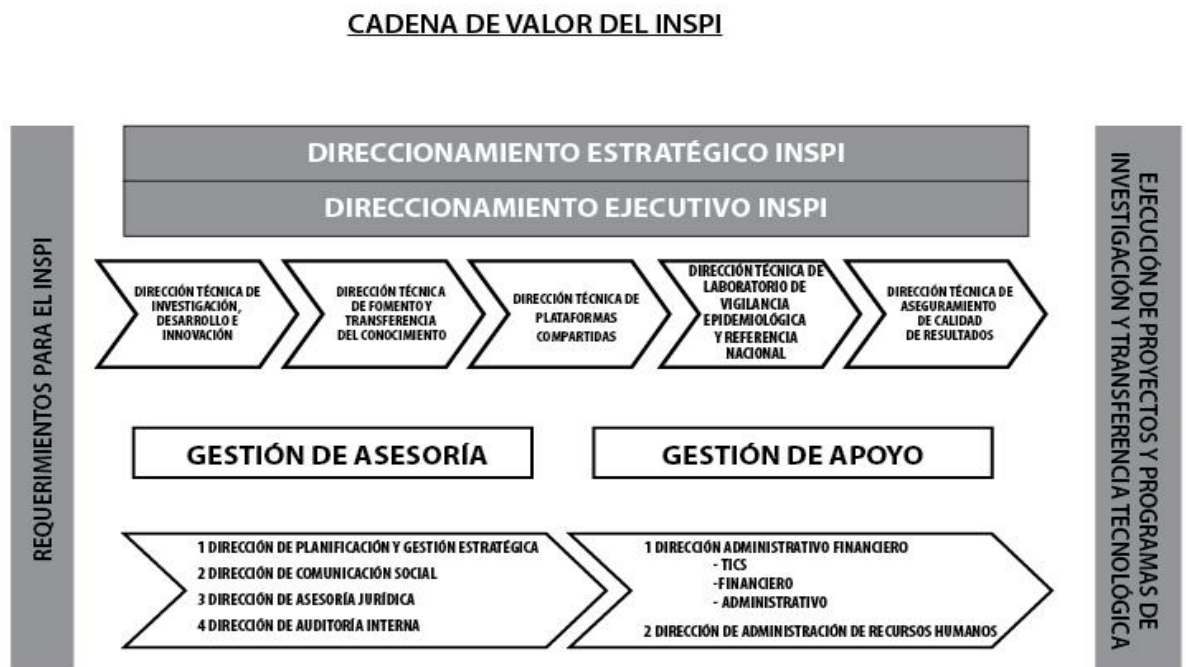 CADENA DE VALOR DEL INSPI
REQUERIMIENTOS PARA EL INSPI
DIRECCIONAMIENTO ESTRATÉGICO INSPI
DIRECCIONAMIENTO EJECUTIVO INSPI
DIRECCIÓN TÉCNICA DE
INVESTIGACIÓN,
DESARROLLO E
INNOVACIÓN
DIRECCIÓN TÉCNICA
DE FOMENTO Y
TRANSFERENCIA
DEL CONOCIMIENTO
DIRECCIÓN TÉCNICA DE
PLATAFORMAS
COMPARTIDAS
DIRECCIÓN TÉCNICA DE
LABORATORIO DE
VIGILANCIA
EPIDEMIOLÓGICA
Y REFERENCIA
NACIONAL
DIRECCIÓN TÉCNICA DE
ASEGURAMIENTO
DE CALIDAD
DE RESULTADOS
GESTIÓN DE ASESORÍA
GESTIÓN DE APOYO
1 DIRECCIÓN DE PLANIFICACIÓN Y GESTIÓN ESTRATÉGICA
2 DIRECCIÓN DE COMUNICACIÓN SOCIAL
3 DIRECCIÓN DE ASESORÍA JURÍDICA
4 DIRECCIÓN DE AUDITORÍA INTERNA
1 DIRECCIÓN ADMINISTRATIVO FINANCIERO
- TICS
-FINANCIERO
- ADMINISTRATIVO
2 DIRECCIÓN DE ADMINISTRACIÓN DE RECURSOS HUMANOS
EJECUCIÓN DE PROYECTOS Y PROGRAMAS DE
INVESTIGACIÓN Y TRANSFERENCIA TECNOLÓGICA